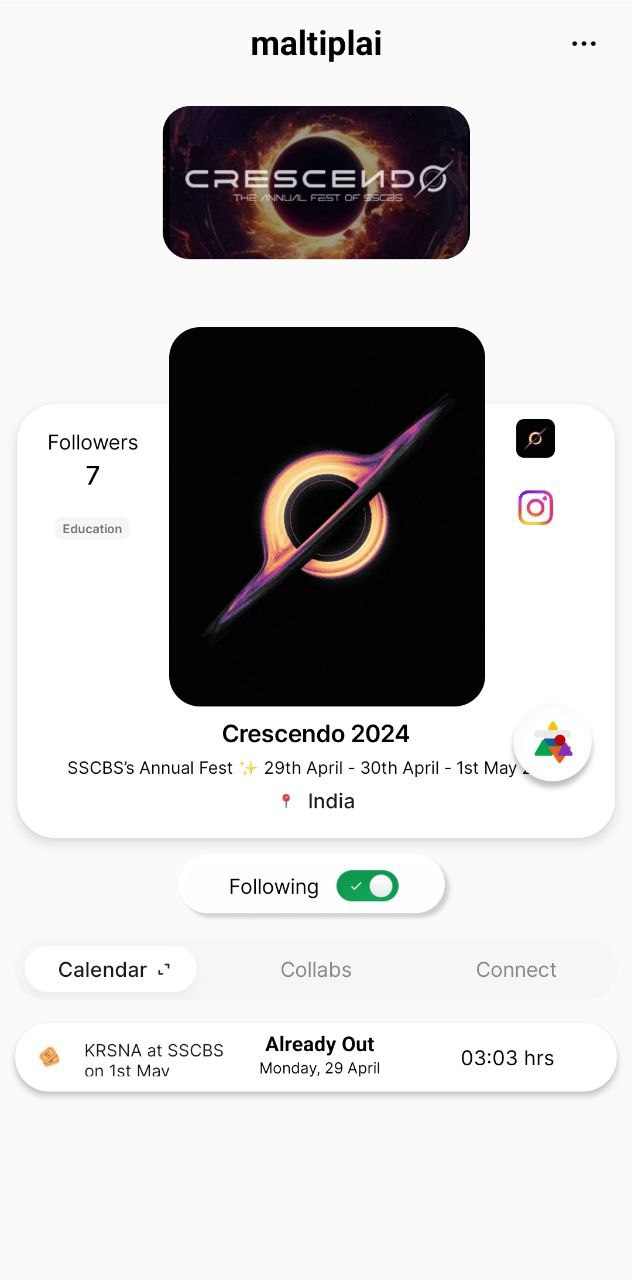 maltiplai
CRESCENDO
THE ANNUAL FEST OF SSCBS
Followers
7
Education
Crescendo 2024
SSCBS's Annual Fest ✨ 29th April - 30th April - 1st May
📍 India
Following
Calendar
Collabs
Connect
KRSNA at SSCBS
on 1st May
Already Out
Monday, 29 April
03:03 hrs